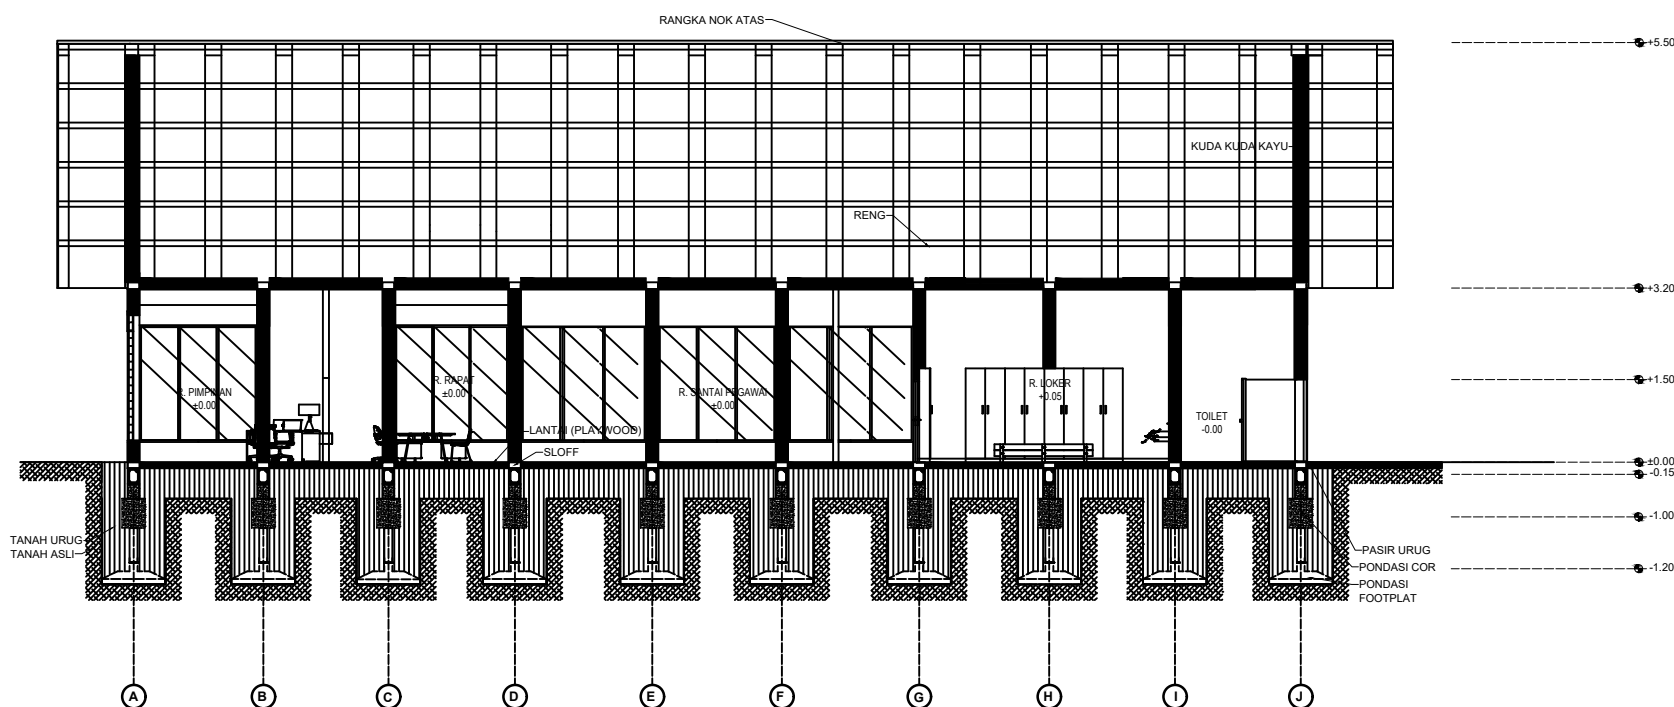 RANGKA NOK ATAS
+5.50
KUDA KUDA KAYU
RENG
+3.20
+1.50
R. PIMPINAN
±0.00
R. RAPAT
±0.00
R. SANTAI PEGAWAI
±0.00
R. LOKER
+0.05
TOILET
-0.00
LANTAI (PLAYWOOD)
SLOFF
±0.00
-0.15
-1.00
-1.20
TANAH URUG
TANAH ASLI
PASIR URUG
PONDASI COR
PONDASI
FOOTPLAT
A B C D E F G H I J